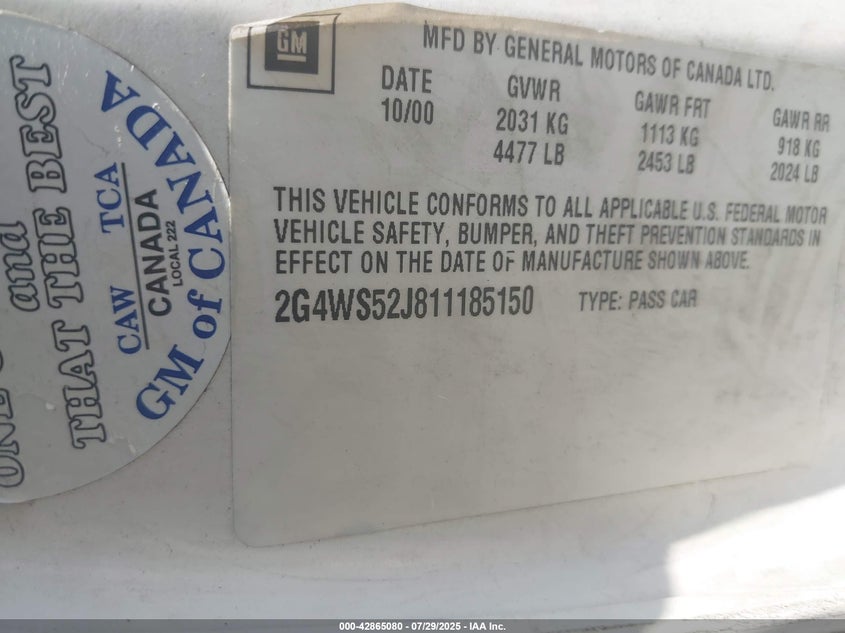 ONE
and
THAT THE BEST
CAW TCA
CANADA
LOCAL 222
GM of CANADA
GM
MFD BY GENERAL MOTORS OF CANADA LTD.
DATE GVWR GAWR FRT GAWR RR
10/00 2031 KG 1113 KG 918 KG
4477 LB 2453 LB 2024 LB
THIS VEHICLE CONFORMS TO ALL APPLICABLE U.S. FEDERAL MOTOR
VEHICLE SAFETY, BUMPER, AND THEFT PREVENTION STANDARDS IN
EFFECT ON THE DATE OF MANUFACTURE SHOWN ABOVE.
2G4WS52J811185150 TYPE: PASS CAR
000-42865080 - 07/29/2025 - IAA Inc.